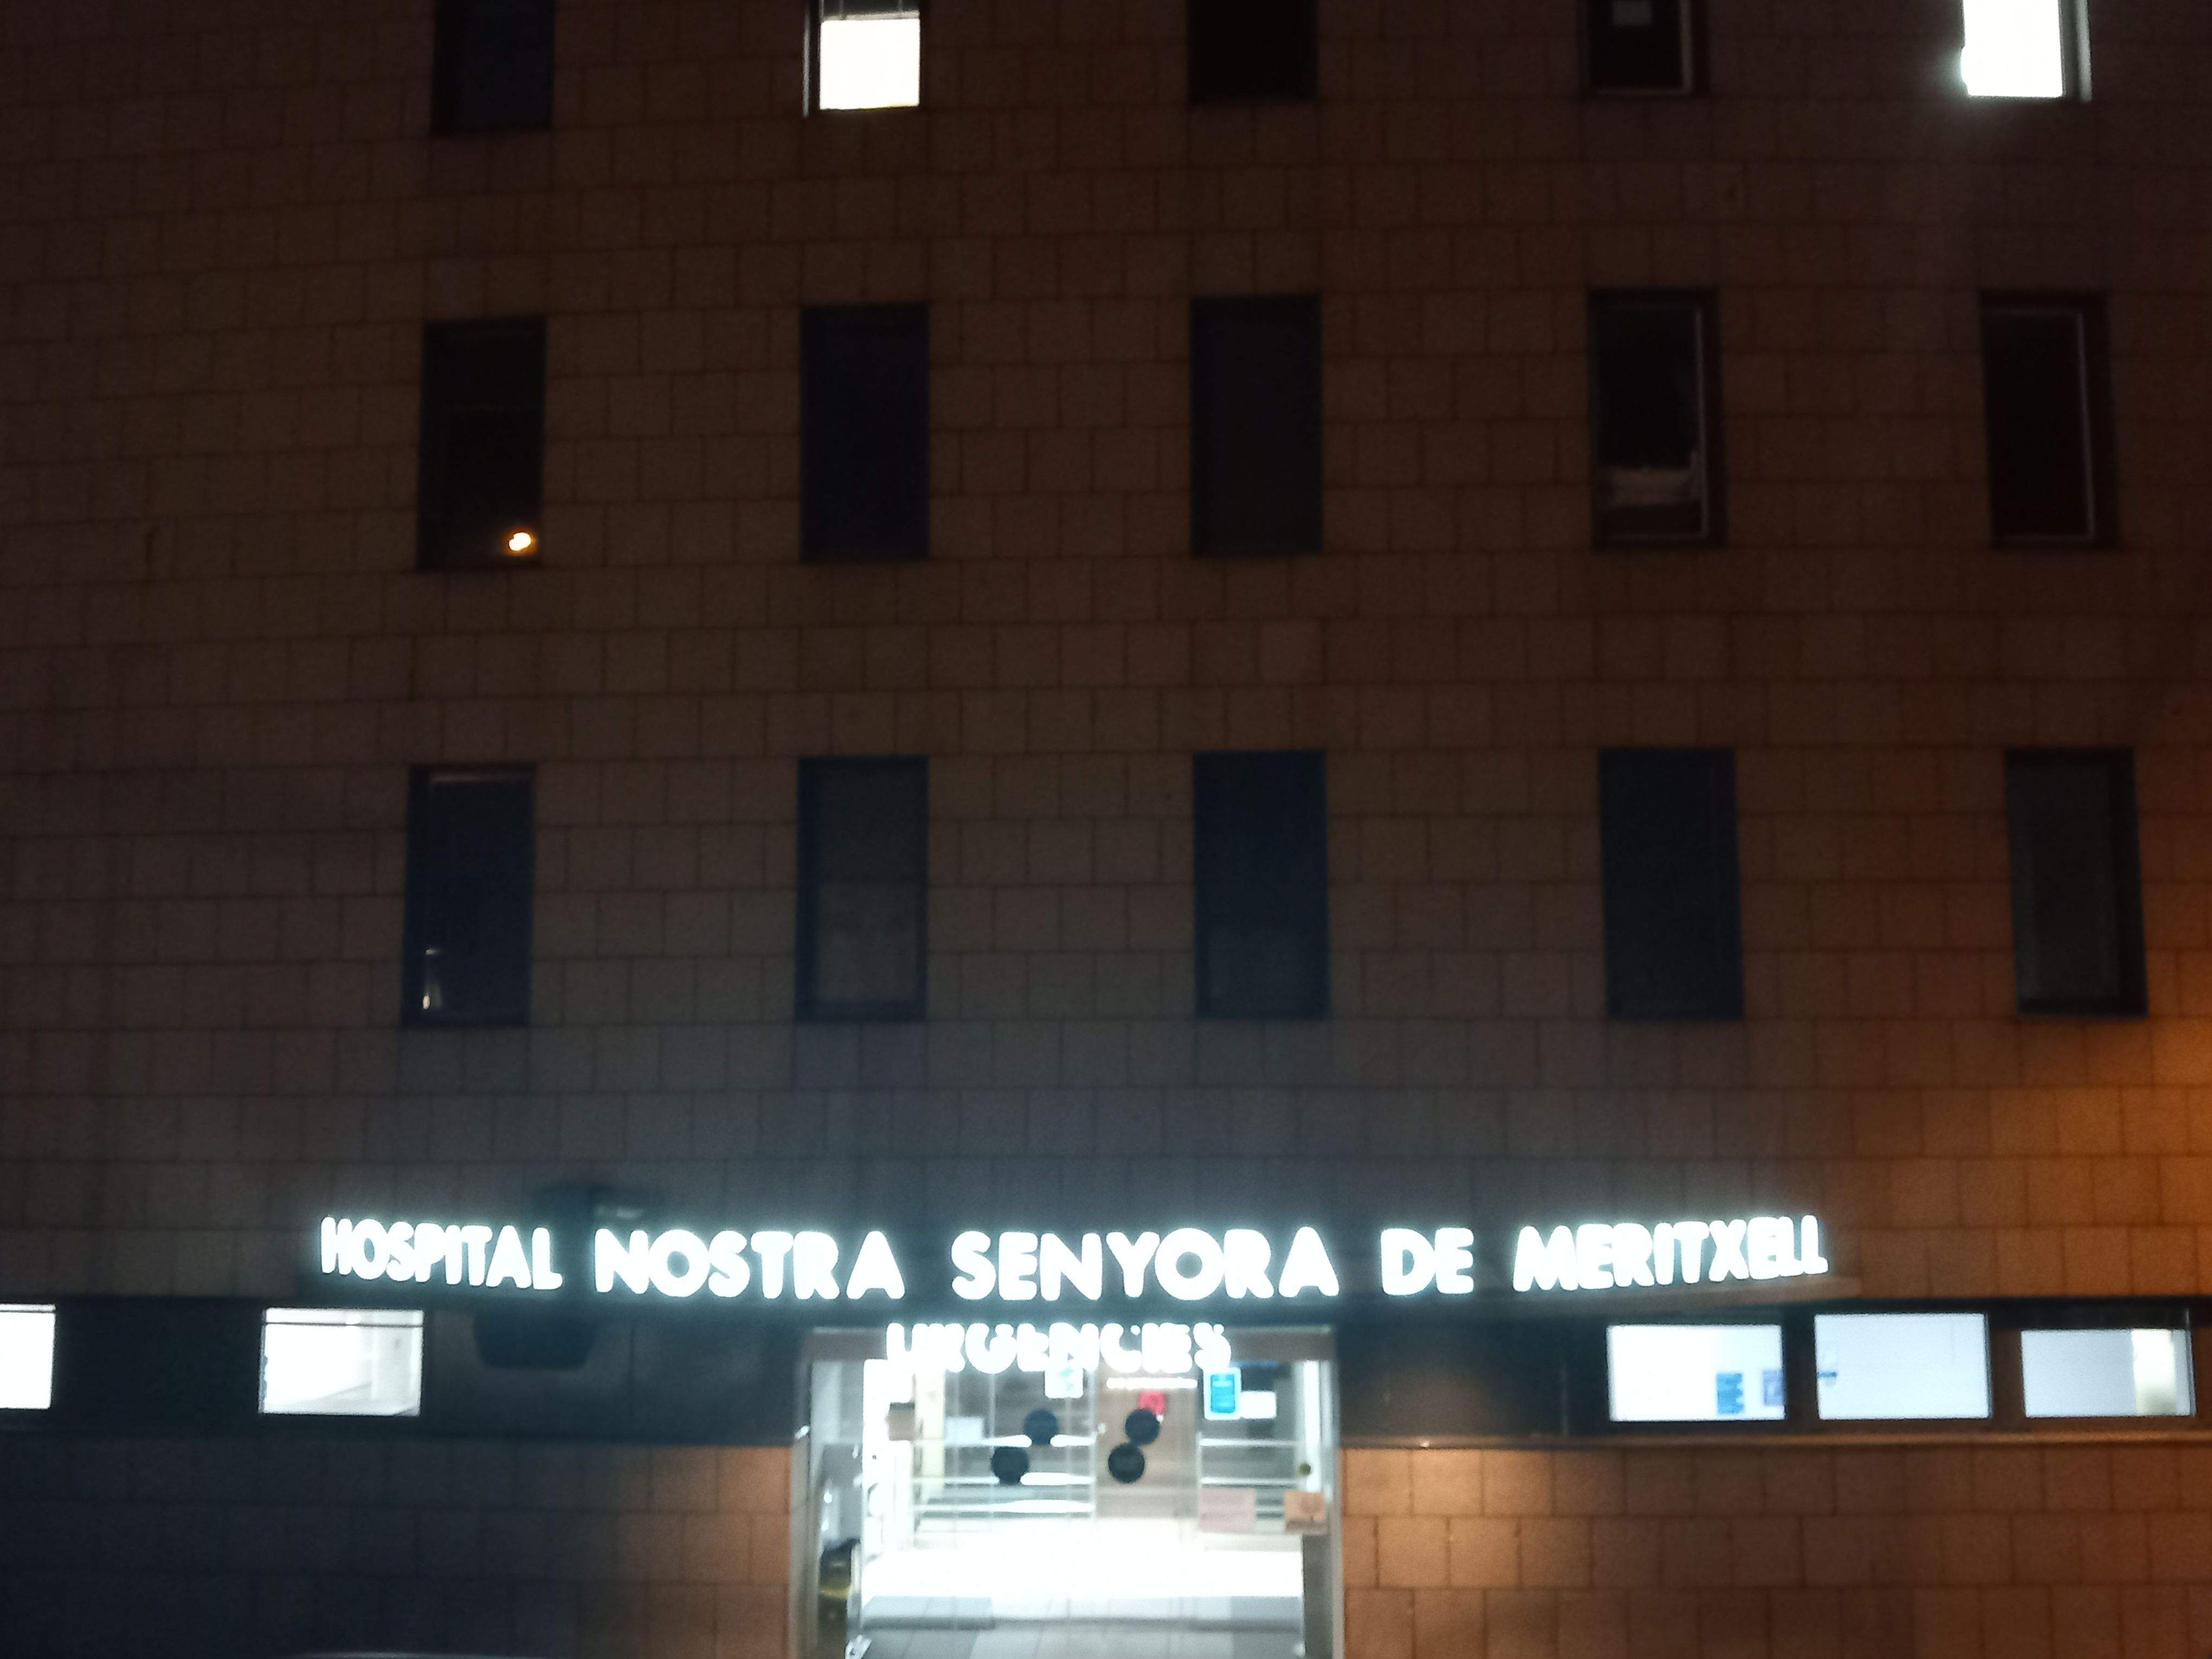 HOSPITAL NOSTRA SENYORA DE MERITXELL
URGÈNCIES